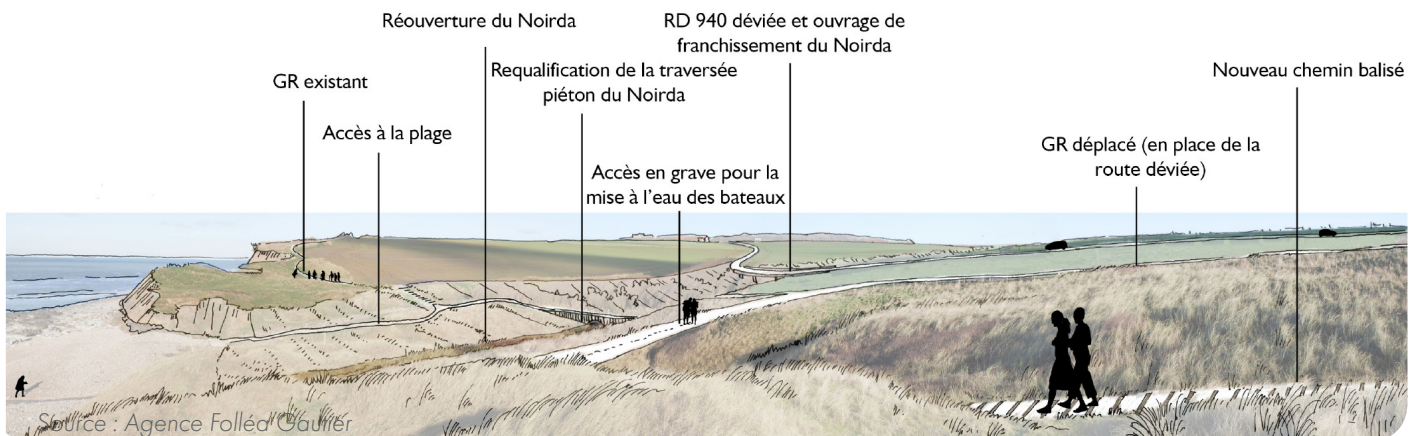 Réouverture du Noirda
RD 940 déviée et ouvrage de
franchissement du Noirda
GR existant
Requalification de la traversée
piéton du Noirda
Nouveau chemin balisé
Accès à la plage
Accès en grave pour la
mise à l'eau des bateaux
GR déplacé (en place de la
route déviée)
Source : Agence Folléa Gautier